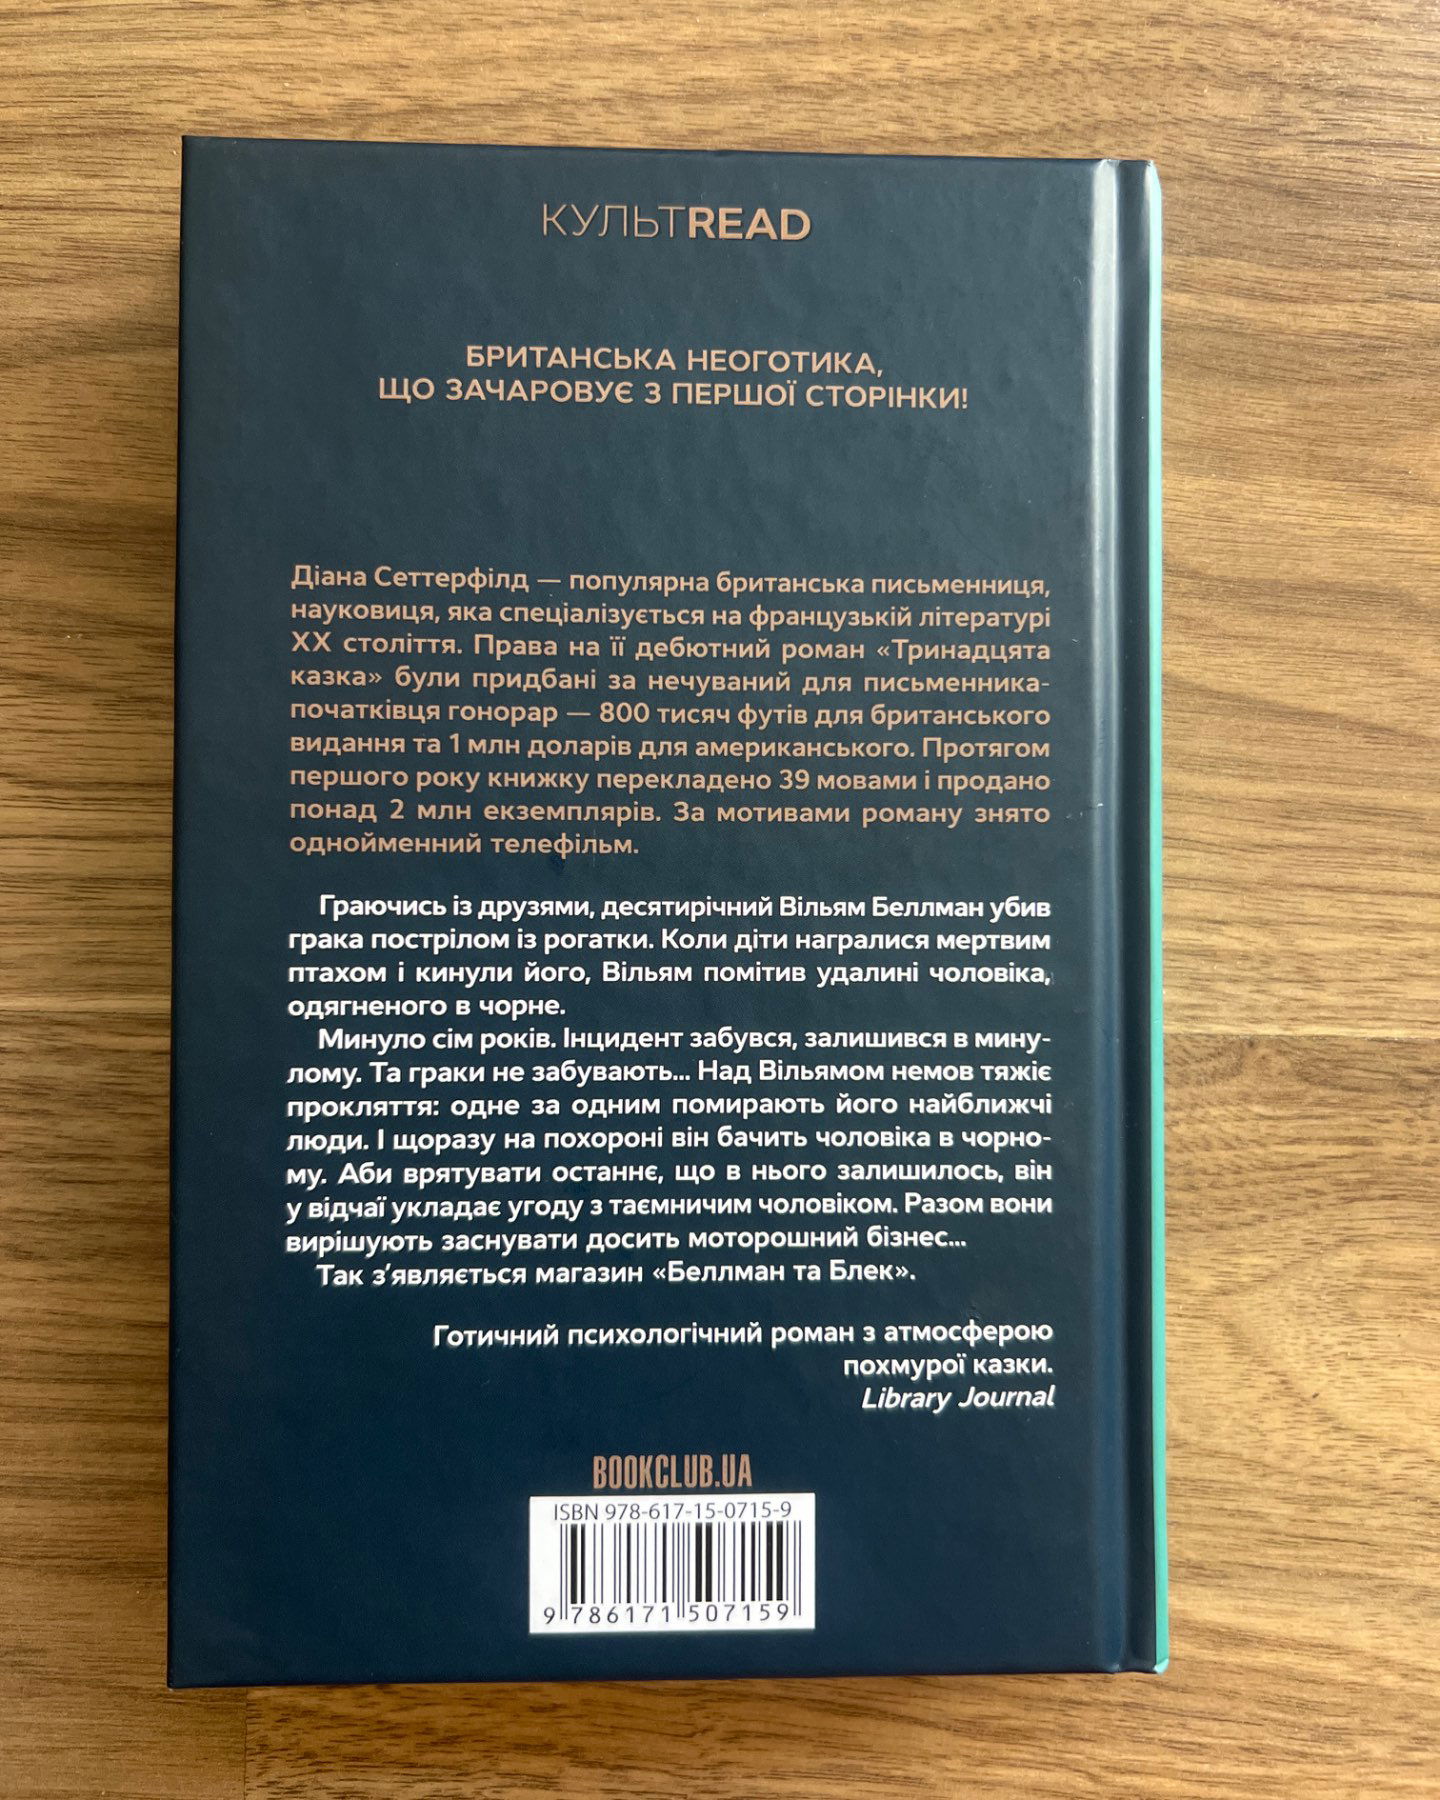 КУЛЬТREAD
БРИТАНСЬКА НЕОГОТИКА,
ЩО ЗАЧАРОВУЄ З ПЕРШОЇ СТОРІНКИ!
Діана Сеттерфілд — популярна британська письменниця,
науковиця, яка спеціалізується на французькій літературі
XX століття. Права на її дебютний роман «Тринадцята
казка» були придбані за нечуваний для письменника-
початківця гонорар — 800 тисяч футів для британського
видання та 1 млн доларів для американського. Протягом
першого року книжку перекладено 39 мовами і продано
понад 2 млн екземплярів. За мотивами роману знято
однойменний телефільм.
Граючись із друзями, десятирічний Вільям Беллман убив
грака пострілом із рогатки. Коли діти награлися мертвим
птахом і кинули його, Вільям помітив удалині чоловіка,
одягненого в чорне.
Минуло сім років. Інцидент забувся, залишився в мину-
лому. Та граки не забувають... Над Вільямом немов тяжіє
прокляття: одне за одним помирають його найближчі
люди. І щоразу на похороні він бачить чоловіка в чорно-
му. Аби врятувати останнє, що в нього залишилось, він
у відчаї укладає угоду з таємничим чоловіком. Разом вони
вирішують заснувати досить моторошний бізнес...
Так з’являється магазин «Беллман та Блек».
Готичний психологічний роман з атмосферою
похмурої казки.
Library Journal
BOOKCLUB.UA
ISBN 978-617-15-0715-9
9 786171 507159